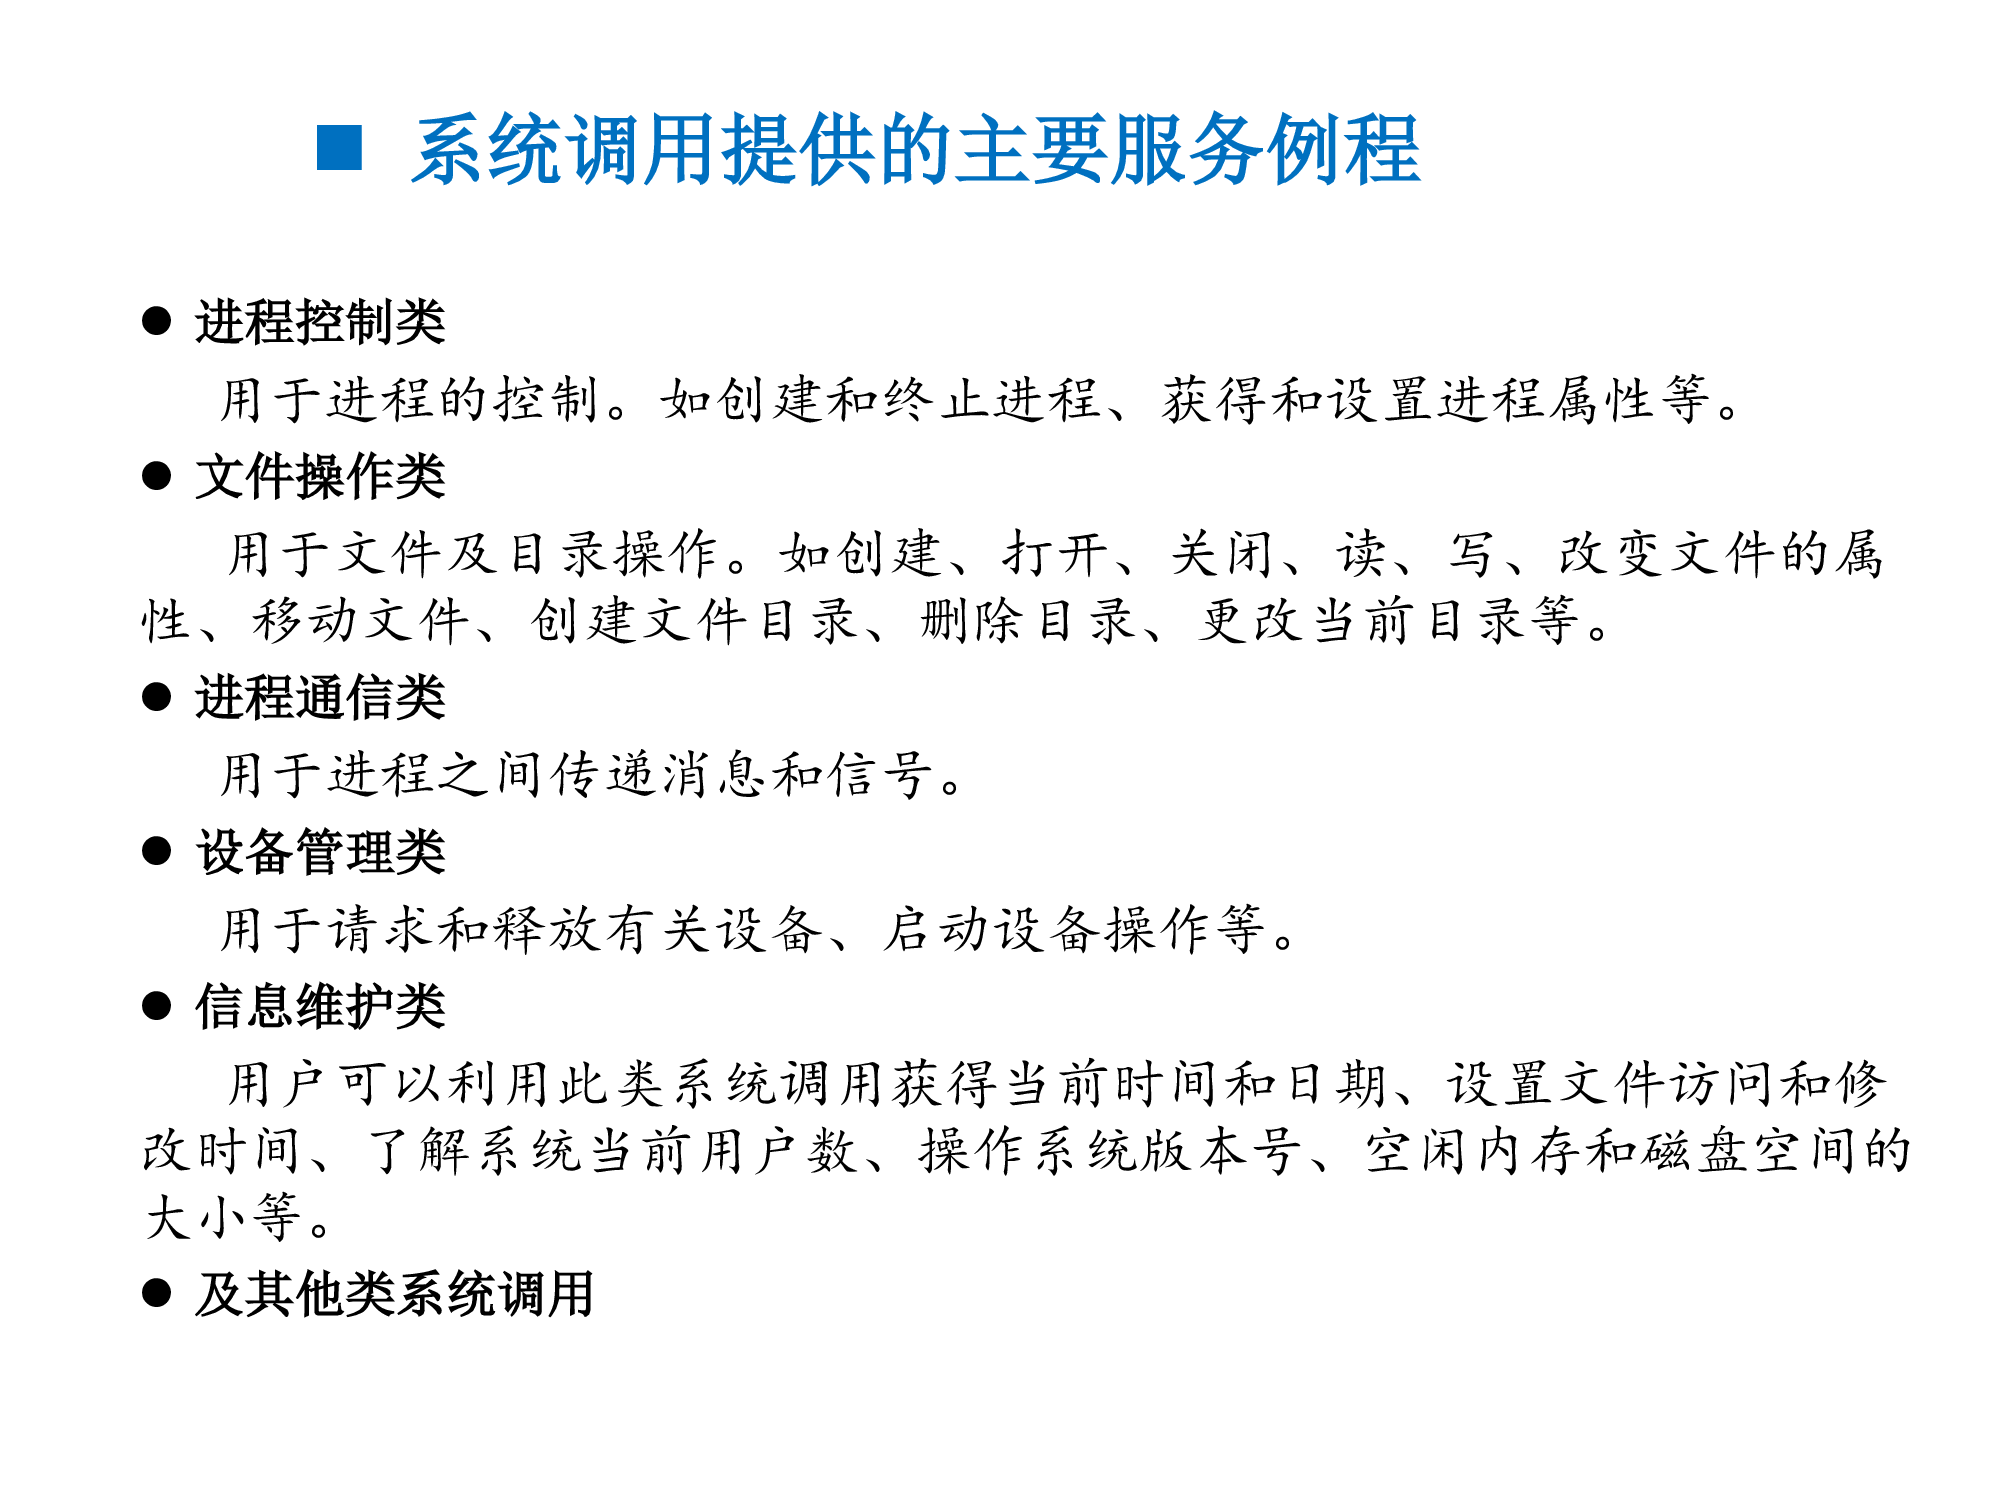 ■ 系统调用提供的主要服务例程
● 进程控制类
用于进程的控制。如创建和终止进程、获得和设置进程属性等。
● 文件操作类
用于文件及目录操作。如创建、打开、关闭、读、写、改变文件的属
性、移动文件、创建文件目录、删除目录、更改当前目录等。
● 进程通信类
用于进程之间传递消息和信号。
● 设备管理类
用于请求和释放有关设备、启动设备操作等。
● 信息维护类
用户可以利用此类系统调用获得当前时间和日期、设置文件访问和修
改时间、了解系统当前用户数、操作系统版本号、空闲内存和磁盘空间的
大小等。
● 及其他类系统调用